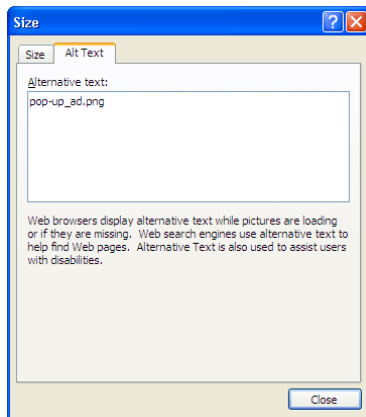 Size
Size
Alt Text
Alternative text:
pop-up_ad.png
Web browsers display alternative text while pictures are loading
or if they are missing.  Web search engines use alternative text to
help find Web pages.  Alternative Text is also used to assist users
with disabilities.
Close